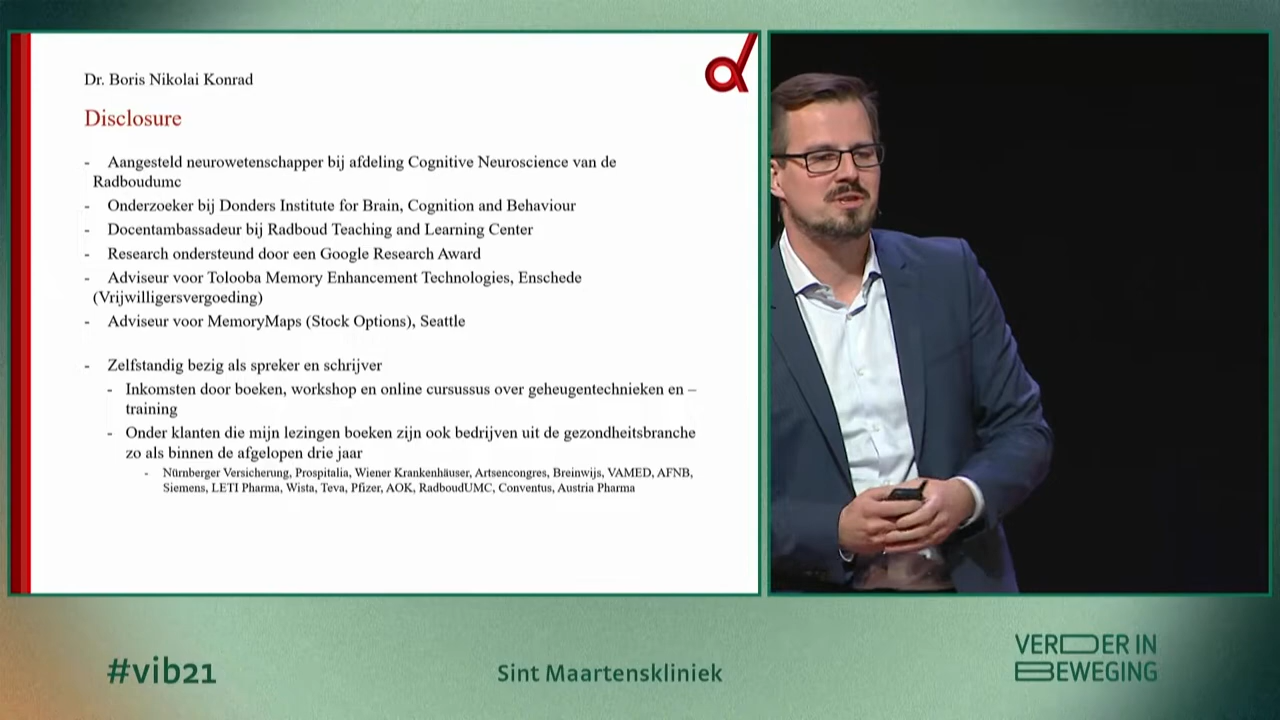 Dr. Boris Nikolai Konrad
Disclosure
- Aangesteld neurowetenschapper bij afdeling Cognitive Neuroscience van de
Radboudumc
- Onderzoeker bij Donders Institute for Brain, Cognition and Behaviour
- Docentambassadeur bij Radboud Teaching and Learning Center
- Research ondersteund door een Google Research Award
- Adviseur voor Tolooba Memory Enhancement Technologies, Enschede
(Vrijwilligersvergoeding)
- Adviseur voor MemoryMaps (Stock Options), Seattle
- Zelfstandig bezig als spreker en schrijver
- Inkomsten door boeken, workshop en online cursussus over geheugentechnieken en –
training
- Onder klanten die mijn lezingen boeken zijn ook bedrijven uit de gezondheitsbranche
zo als binnen de afgelopen drie jaar
- Nürnberger Versicherung, Prospitalia, Wiener Krankenhäuser, Artsencongres, Breinwijs, VAMED, AFNB,
Siemens, LETI Pharma, Wista, Teva, Pfizer, AOK, RadboudUMC, Conventus, Austria Pharma
#vib21
Sint Maartenskliniek
VERDER IN
BEWEGING